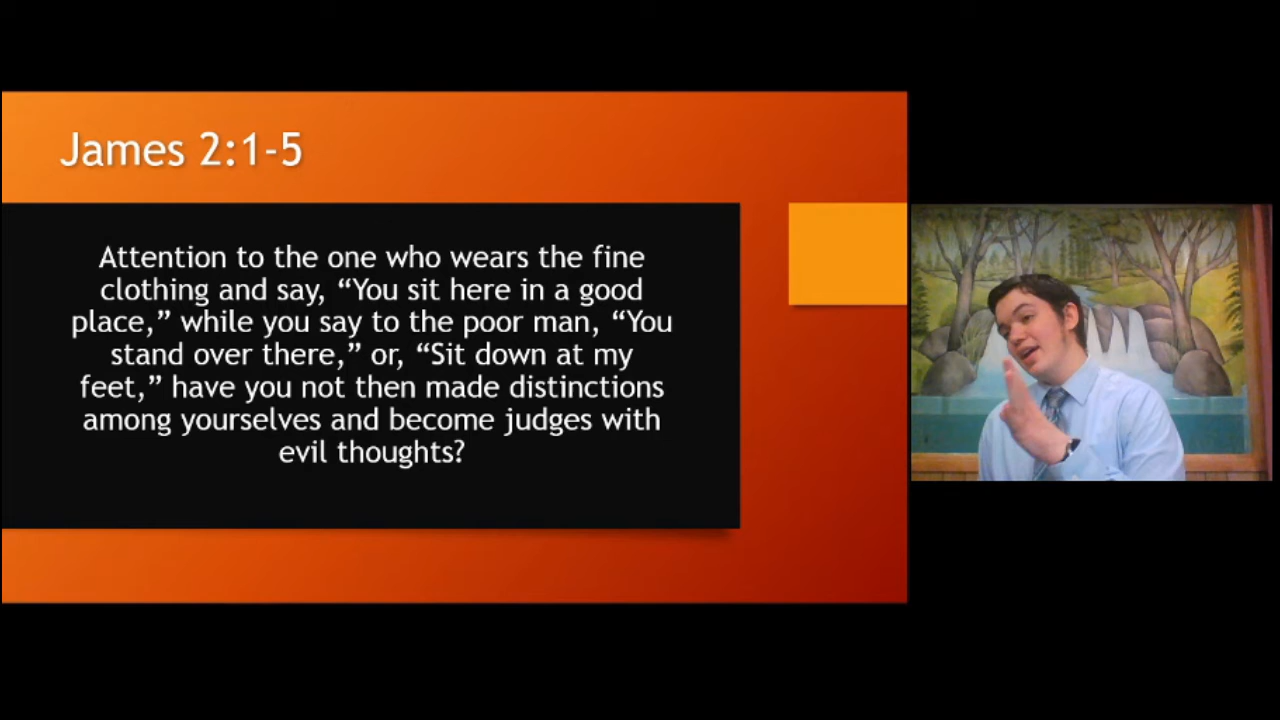 James 2:1-5
Attention to the one who wears the fine
clothing and say, “You sit here in a good
place,” while you say to the poor man, “You
stand over there,” or, “Sit down at my
feet,” have you not then made distinctions
among yourselves and become judges with
evil thoughts?